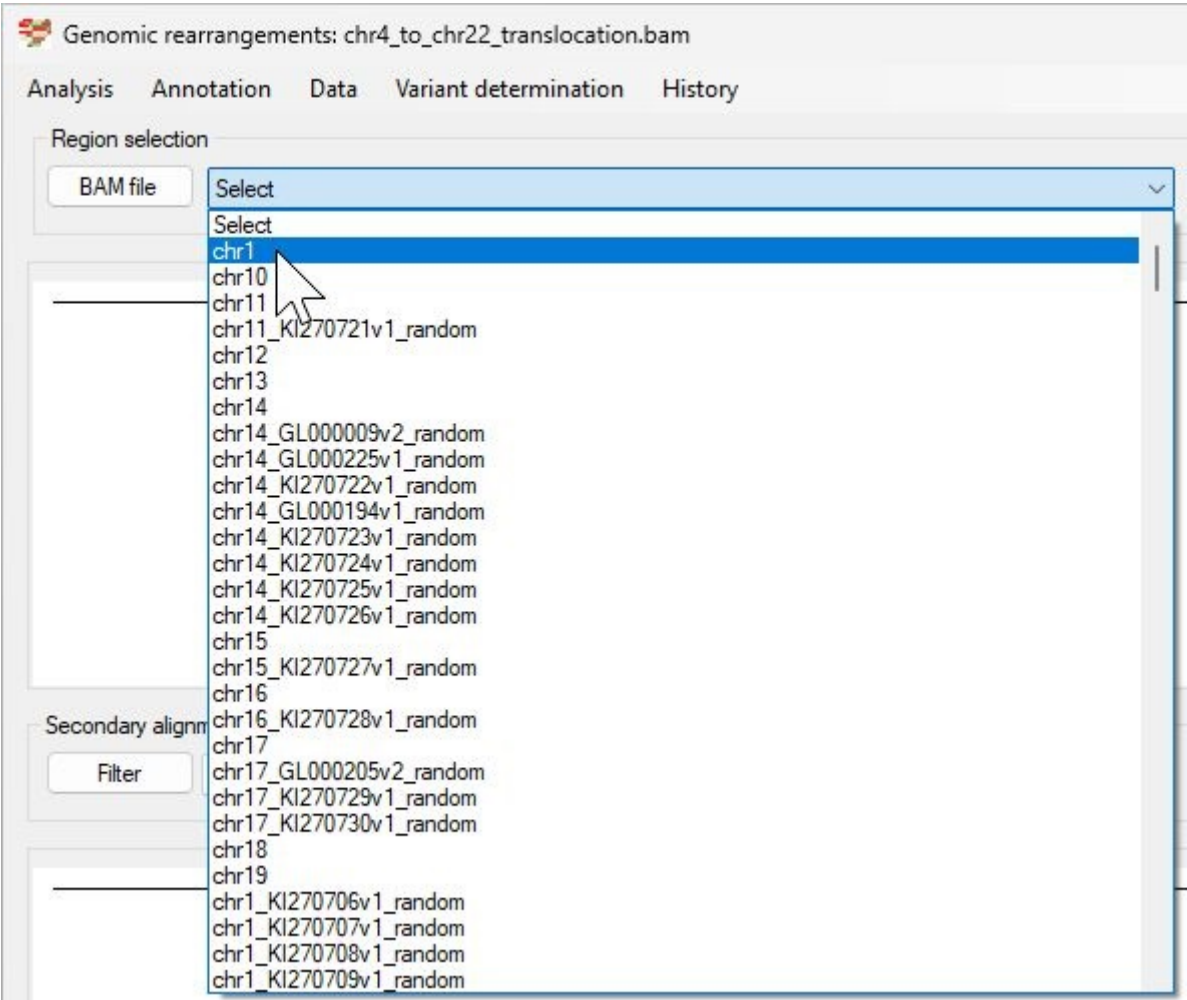 Genomic rearrangements: chr4_to_chr22_translocation.bam
Analysis Annotation Data Variant determination History
Region selection
BAM file Select
Select
chr1
chr10
chr11
chr11_KI270721v1_random
chr12
chr13
chr14
chr14_GL000009v2_random
chr14_GL000225v1_random
chr14_KI270722v1_random
chr14_GL000194v1_random
chr14_KI270723v1_random
chr14_KI270724v1_random
chr14_KI270725v1_random
chr14_KI270726v1_random
chr15
chr15_KI270727v1_random
chr16
chr16_KI270728v1_random
chr17
chr17_GL000205v2_random
chr17_KI270729v1_random
chr17_KI270730v1_random
chr18
chr19
chr1_KI270706v1_random
chr1_KI270707v1_random
chr1_KI270708v1_random
chr1_KI270709v1_random
Secondary
Filter